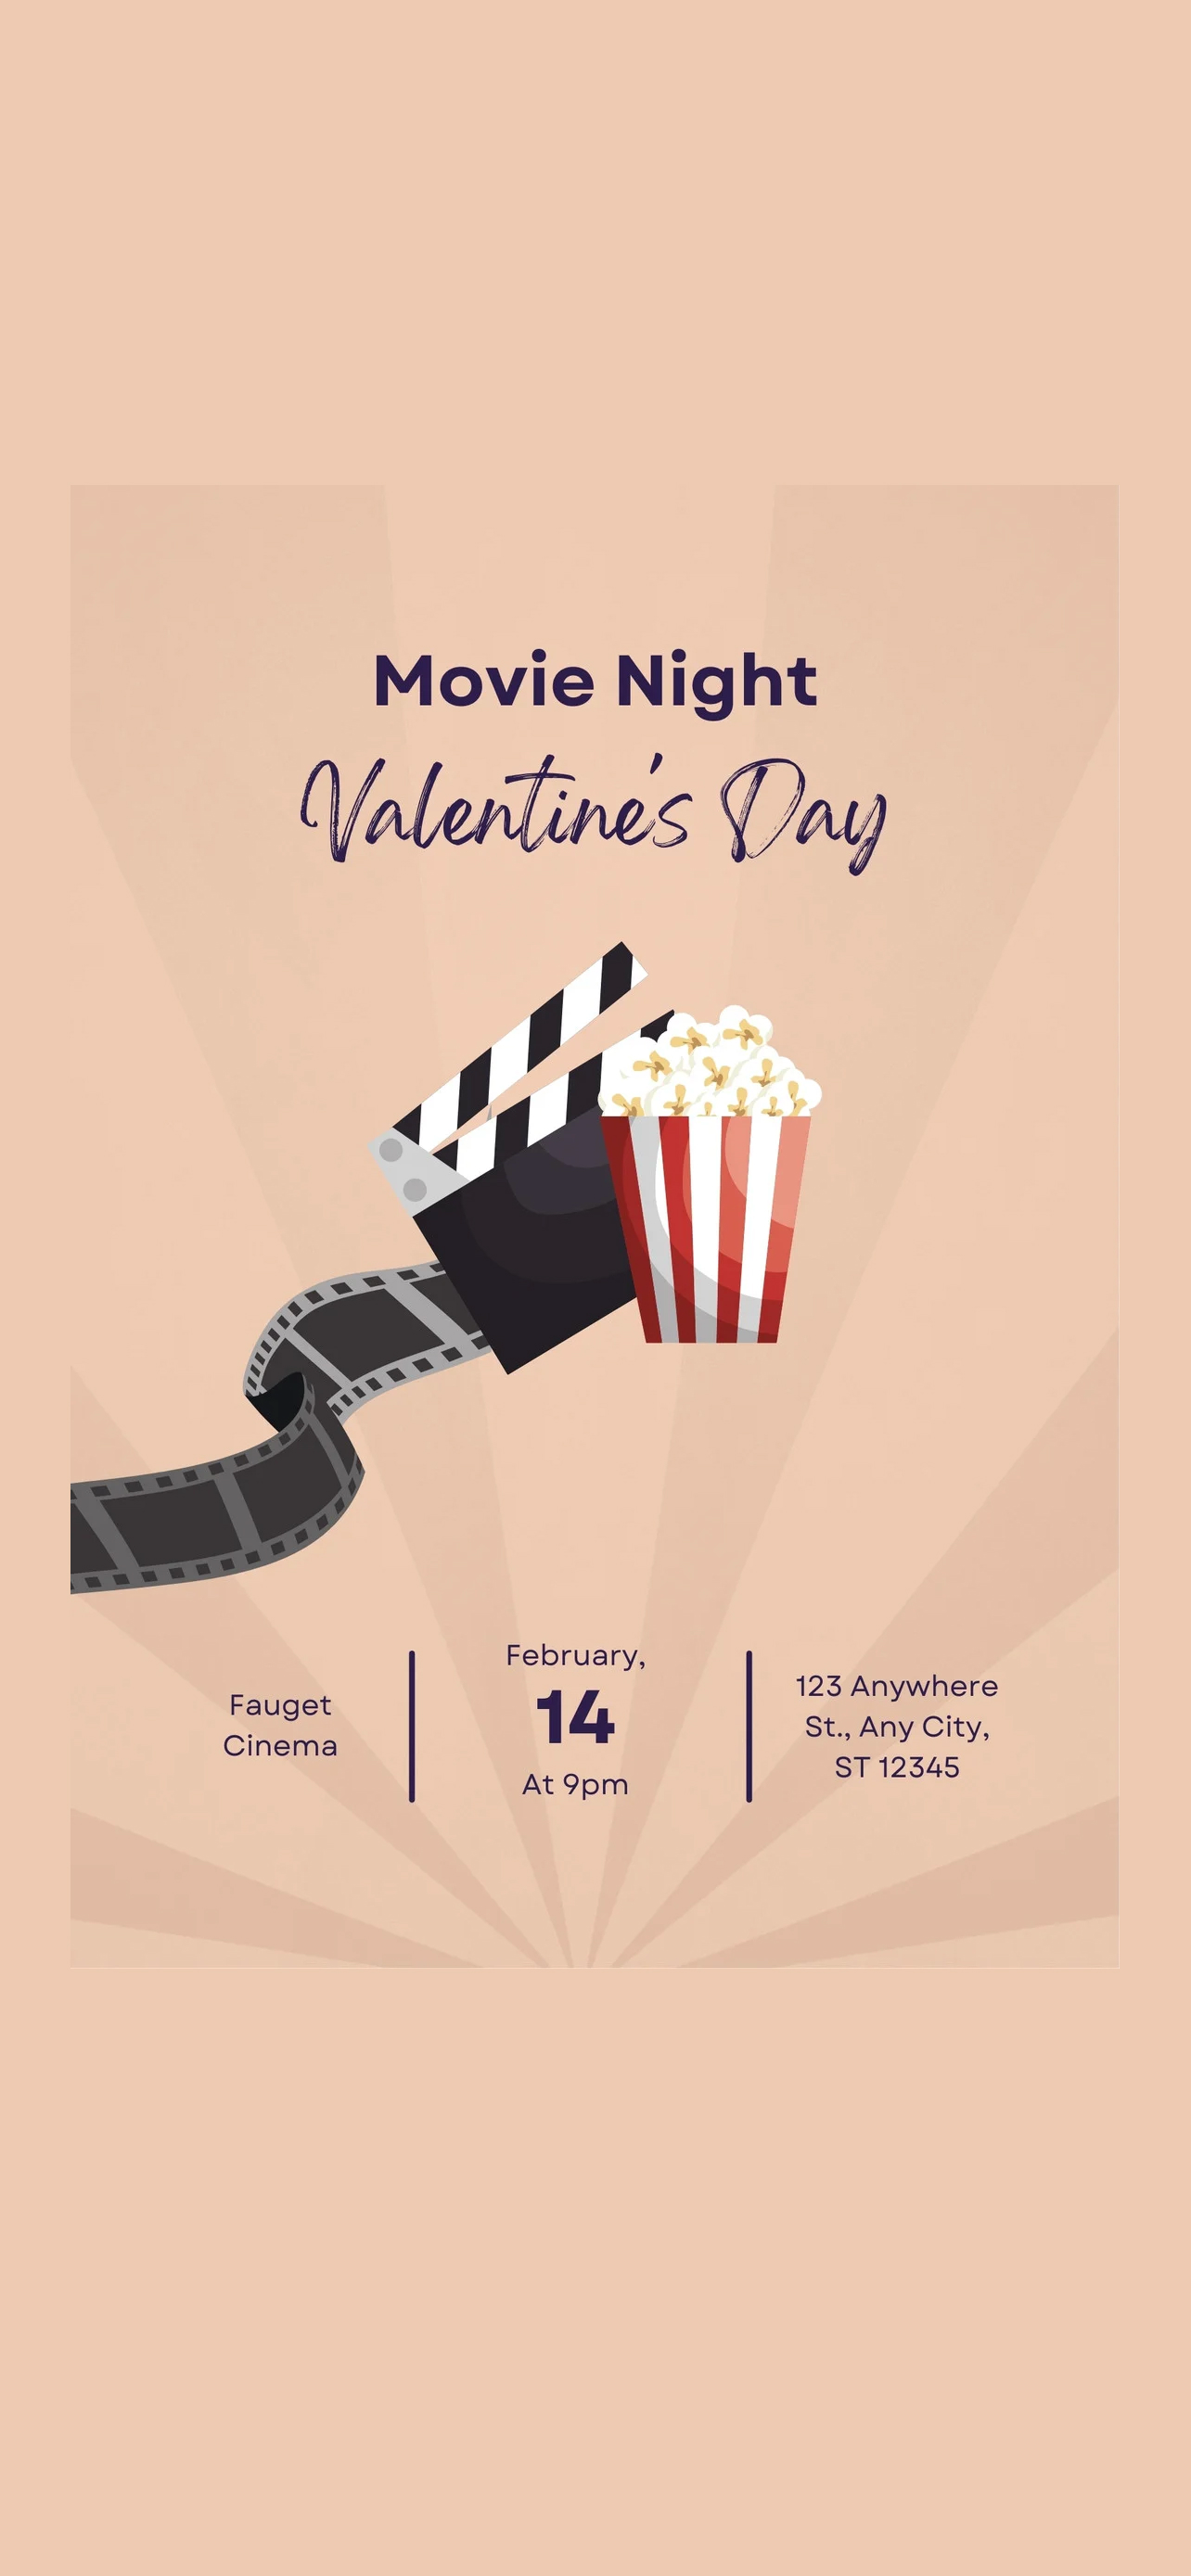 Movie Night
Valentine's Day
Fauget
Cinema
February,
14
At 9pm
123 Anywhere
St., Any City,
ST 12345